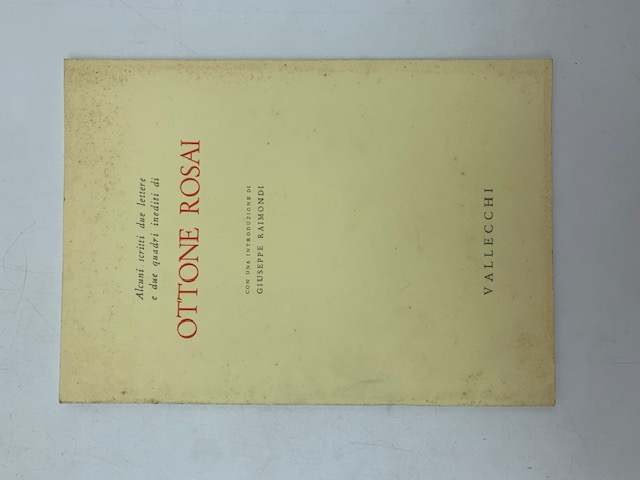 Alcuni scritti due lettere
e due quadri inediti di
OTTONE ROSAI
CON UNA INTRODUZIONE DI
GIUSEPPE RAIMONDI
VALLECCHI